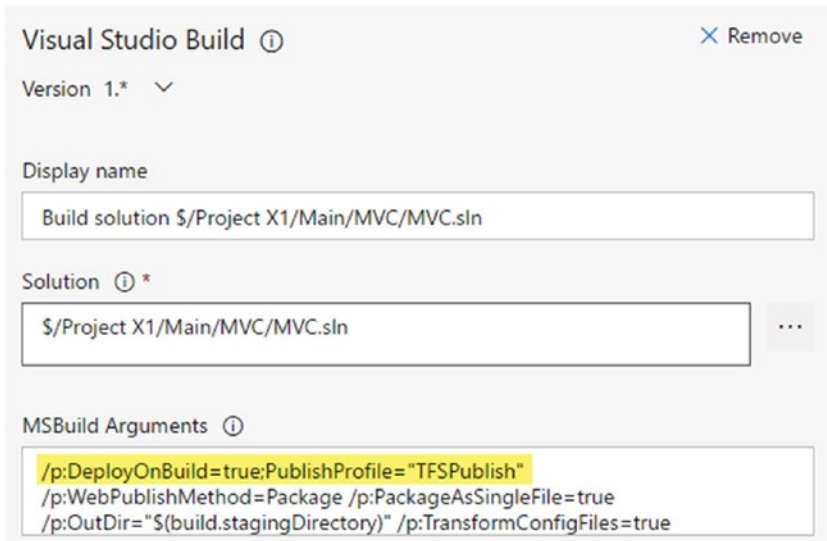 Visual Studio Build
Remove
Version 1.*
Display name
Build solution $/Project X1/Main/MVC/MVC.sln
Solution *
$/Project X1/Main/MVC/MVC.sln
...
MSBuild Arguments
/p:DeployOnBuild=true;PublishProfile="TFSPublish"
/p:WebPublishMethod=Package /p:PackageAsSingleFile=true
/p:OutDir="$(build.stagingDirectory)" /p:TransformConfigFiles=true